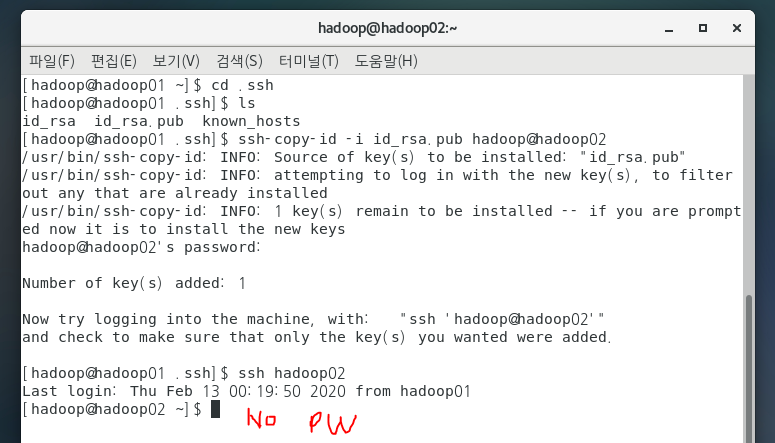 hadoop@hadoop02:~
파일(F) 편집(E) 보기(V) 검색(S) 터미널(T) 도움말(H)
[hadoop@hadoop01 ~]$ cd .ssh
[hadoop@hadoop01 .ssh]$ ls
id_rsa  id_rsa.pub  known_hosts
[hadoop@hadoop01 .ssh]$ ssh-copy-id -i id_rsa.pub hadoop@hadoop02
/usr/bin/ssh-copy-id: INFO: Source of key(s) to be installed: "id_rsa.pub"
/usr/bin/ssh-copy-id: INFO: attempting to log in with the new key(s), to filter
out any that are already installed
/usr/bin/ssh-copy-id: INFO: 1 key(s) remain to be installed -- if you are prompt
ed now it is to install the new keys
hadoop@hadoop02's password:
Number of key(s) added: 1
Now try logging into the machine, with:   "ssh 'hadoop@hadoop02'"
and check to make sure that only the key(s) you wanted were added.
[hadoop@hadoop01 .ssh]$ ssh hadoop02
Last login: Thu Feb 13 00:19:50 2020 from hadoop01
[hadoop@hadoop02 ~]$
No PW